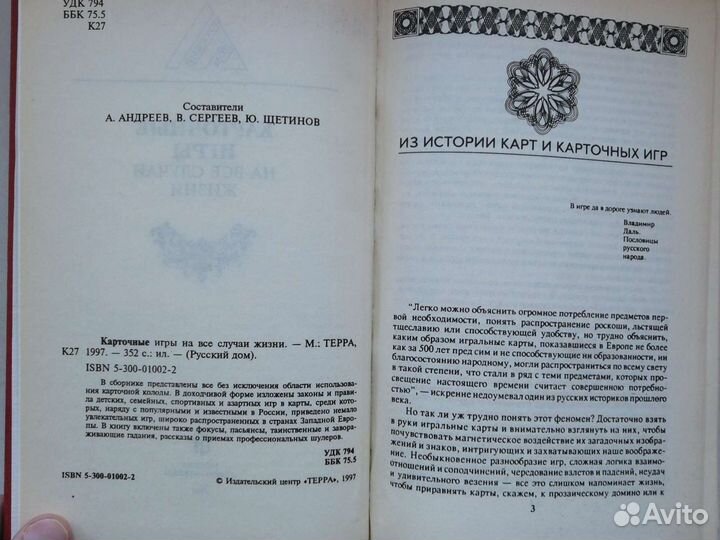 УДК 794
ББК 75.5
К27
Составители
А. АНДРЕЕВ, В. СЕРГЕЕВ, Ю. ЩЕТИНОВ
Карточные игры на все случаи жизни. — М.: ТЕРРА,
К27 1997. — 352 с.: ил. — (Русский дом).
ISBN 5-300-01002-2
В сборнике представлены все без исключения области использова-
ния карточной колоды. В доходчивой форме изложены законы и прави-
ла детских, семейных, спортивных и азартных игр в карты, среди кото-
рых, наряду с популярными и известными в России, приведено немало
увлекательных игр, широко распространенных в странах Западной Европы.
В книгу включены также фокусы, пасьянсы, таинственные и завора-
живающие гадания, рассказы о приемах профессиональных шулеров.
УДК 794
ББК 75.5
ISBN 5-300-01002-2
© Издательский центр «ТЕРРА», 1997
ИЗ ИСТОРИИ КАРТ И КАРТОЧНЫХ ИГР
В игре да в дороге узнают людей.
Владимир
Даль.
Пословицы
русского
народа.
"Легко можно объяснить огромное потребление предметов пер-
вой необходимости, понять распространение роскоши, льстящей
тщеславию или способствующей удобству, но трудно объяснить,
каким образом игральные карты, показавшиеся в Европе не более
как за 500 лет пред сим и не способствующие ни образованности, ни
благосостоянию народному, могли распространиться по всему свету
в такой степени, что стали в ряд с теми предметами, которых про-
свещение настоящего времени считает совершенно потребно-
стью", — искренне недоумевал один из русских историков прошлого
века.
Но так ли уж трудно понять этот феномен? Достаточно взять
в руки игральные карты и внимательно взглянуть на них, чтобы
почувствовать магнетическое воздействие их загадочных изобра-
жений и знаков, интригующих и захватывающих наше воображе-
ние. Необыкновенное разнообразие игр, сложная логика взаимо-
отношений и соподчинений, чередование взлетов и падений, неудач
и удивительного везения — все это слишком напоминает жизнь,
чтобы приравнять карты, скажем, к прозаическому домино или к
3
Avito